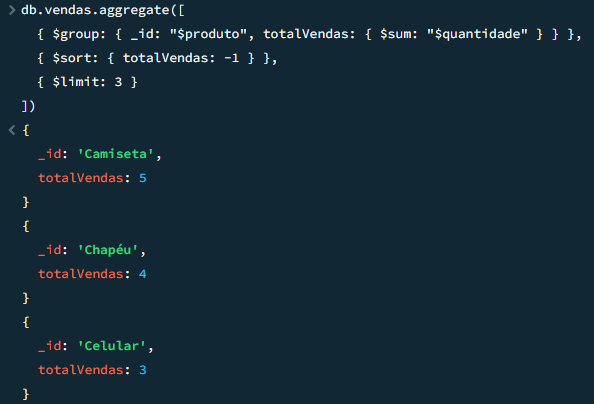 > db.vendas.aggregate([
  { $group: { _id: "$produto", totalVendas: { $sum: "$quantidade" } } },
  { $sort: { totalVendas: -1 } },
  { $limit: 3 }
])
< {
  _id: 'Camiseta',
  totalVendas: 5
}
{
  _id: 'Chapéu',
  totalVendas: 4
}
{
  _id: 'Celular',
  totalVendas: 3
}